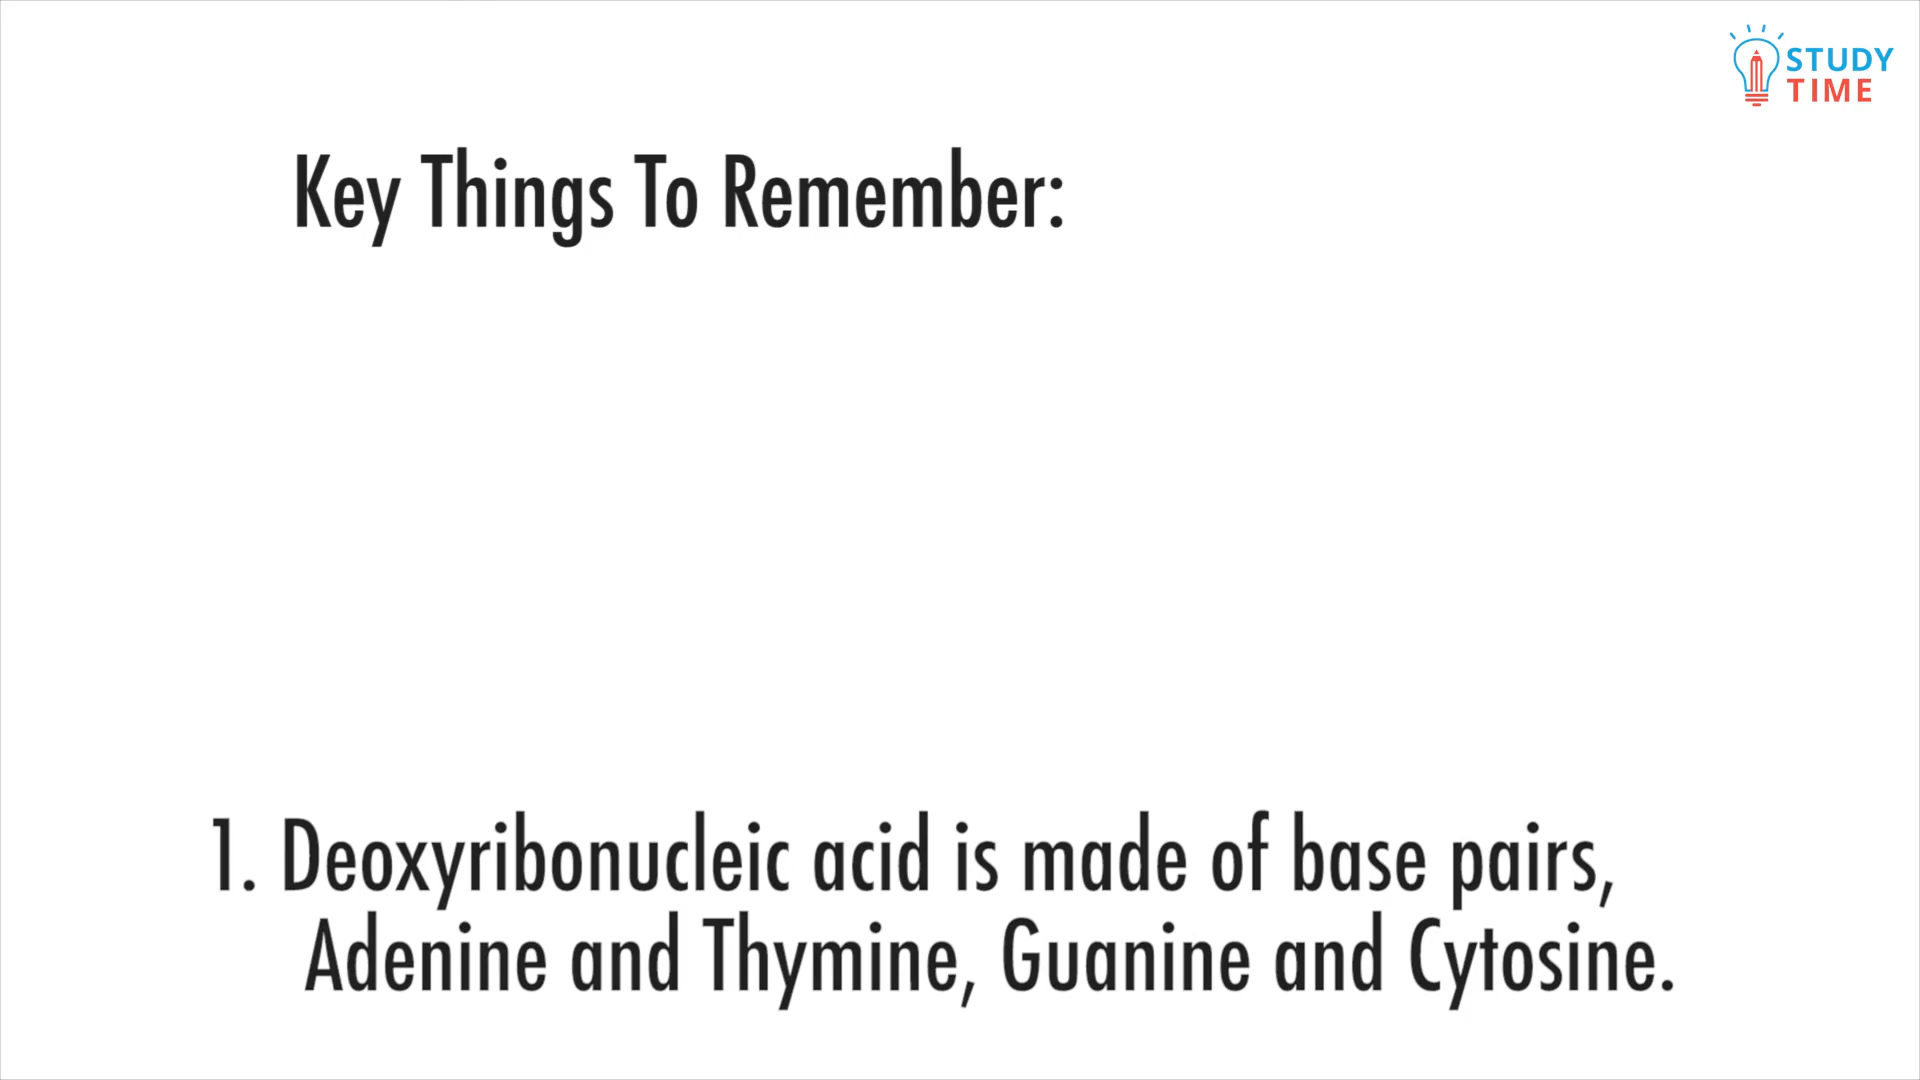 STUDY
TIME
Key Things To Remember:
1. Deoxyribonucleic acid is made of base pairs,
Adenine and Thymine, Guanine and Cytosine.